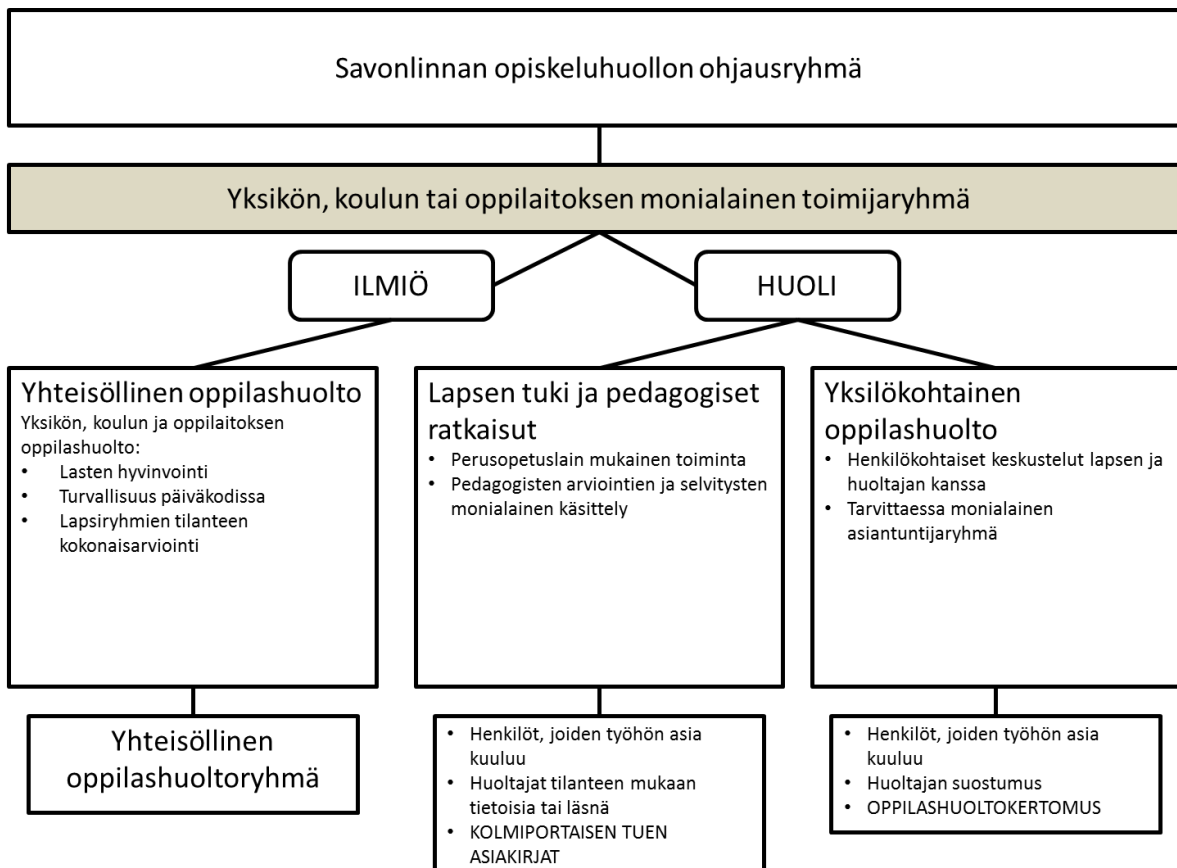 Savonlinnan opiskeluhuollon ohjausryhmä
Yksikön, koulun tai oppilaitoksen monialainen toimijaryhmä
ILMIÖ
HUOLI
Yhteisöllinen oppilashuolto
Yksikön, koulun ja oppilaitoksen
oppilashuolto:
• Lasten hyvinvointi
• Turvallisuus päiväkodissa
• Lapsiryhmien tilanteen
kokonaisarviointi
Lapsen tuki ja pedagogiset
ratkaisut
• Perusopetuslain mukainen toiminta
• Pedagogisten arviointien ja selvitysten
monialainen käsittely
Yksilökohtainen
oppilashuolto
• Henkilökohtaiset keskustelut lapsen ja
huoltajan kanssa
• Tarvittaessa monialainen
asiantuntijaryhmä
Yhteisöllinen
oppilashuoltoryhmä
• Henkilöt, joiden työhön asia
kuuluu
• Huoltajat tilanteen mukaan
tietoisia tai läsnä
• KOLMIPORTAISEN TUEN
ASIAKIRJAT
• Henkilöt, joiden työhön asia
kuuluu
• Huoltajan suostumus
• OPPILASHUOLTOKERTOMUS